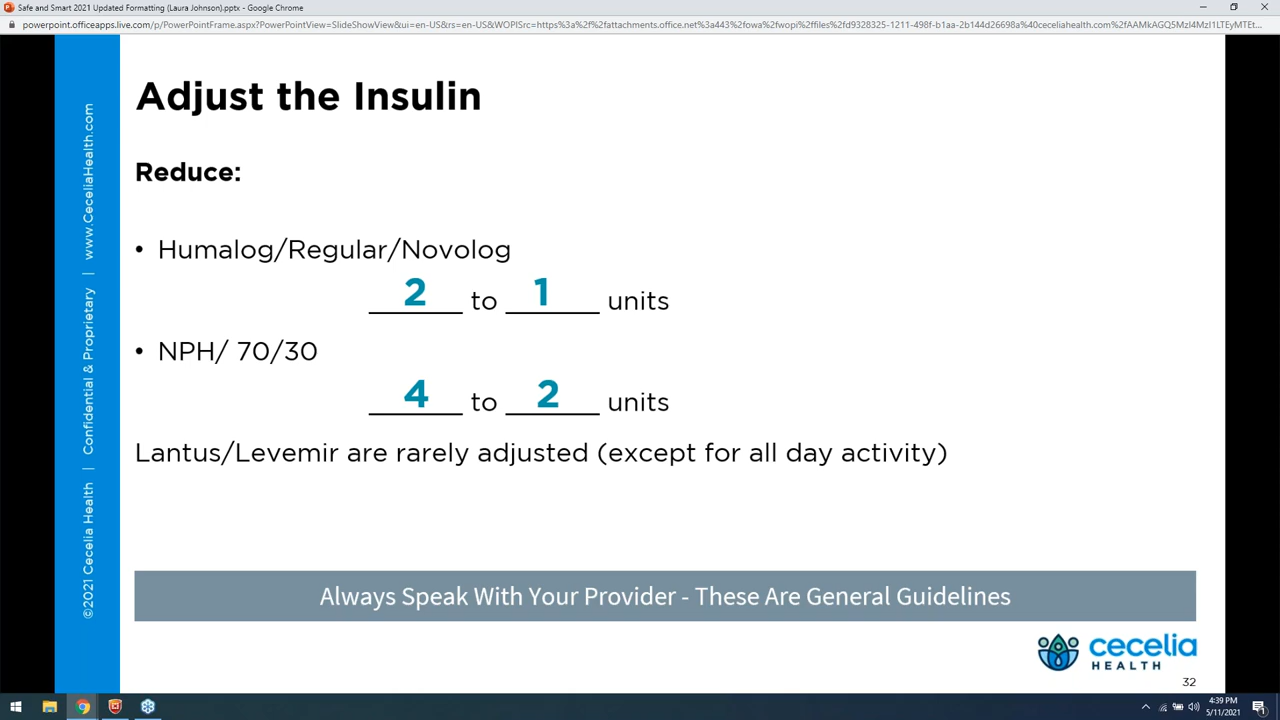 Safe and Smart 2021 Updated Formatting (Laura Johnson).pptx - Google Chrome
powerpoint.officeapps.live.com/p/PowerPointFrame.aspx?PowerPointView=SlideShowView&ui=en-US&rs=en-US&WOPISrc=https%3a%2f%2fattachments.office.net%3a443%2fowa%2fwopi%2ffiles%2fd9328325-1211-498f-b1aa-2b144d26698a%40ceceliahealth.com%2fAAMkAGQ5MzI4MzI1LTEyMTEt...
Adjust the Insulin
Reduce:
• Humalog/Regular/Novolog
2 to 1 units
• NPH/ 70/30
4 to 2 units
Lantus/Levemir are rarely adjusted (except for all day activity)
Always Speak With Your Provider - These Are General Guidelines
cecelia
HEALTH
32
©2021 Cecelia Health | Confidential & Proprietary | www.CeceliaHealth.com
4:39 PM
5/11/2021
1